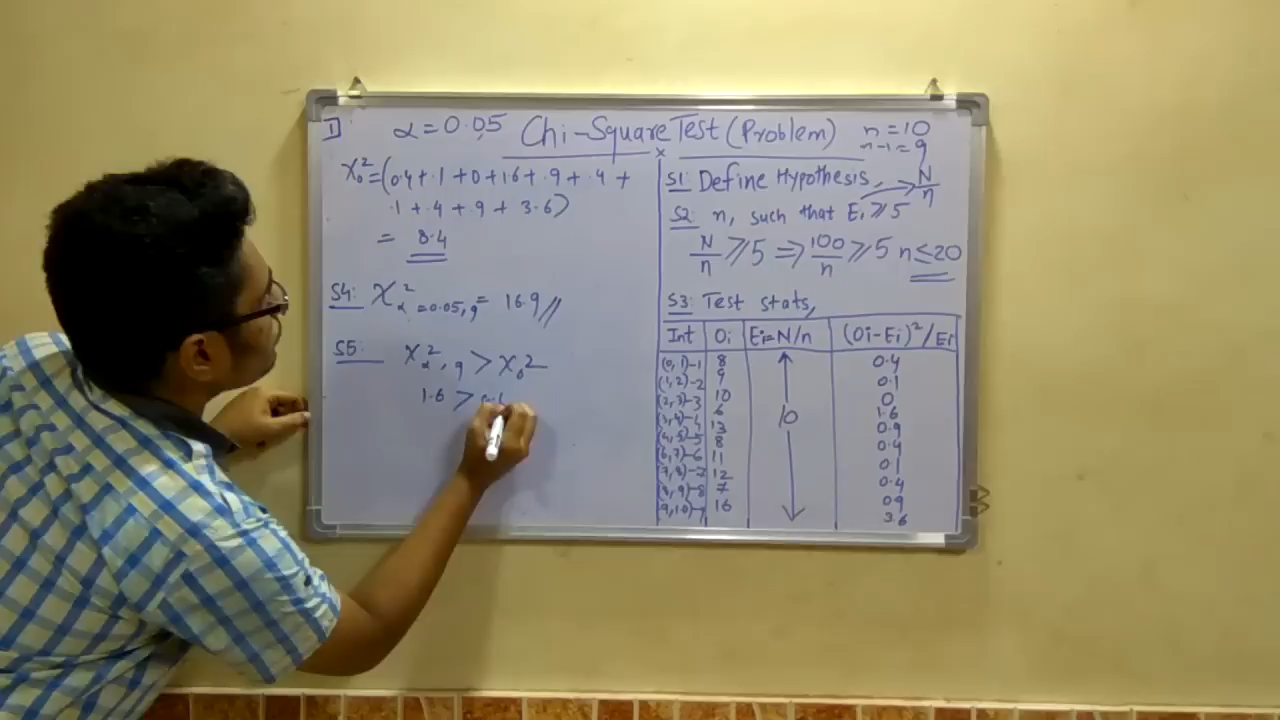 I) α = 0.05 Chi-Square Test (Problem) n = 10
n-1 = 9
X₀² = (0.4 + .1 + 0 + 1.6 + .9 + .4 +
.1 + .4 + .9 + 3.6)
= 8.4
S4: X²α=0.05, 9 = 16.9 //
S5: X²α, 9 > X₀²
1.6 >
S1: Define Hypothesis, N/n
S2: n, such that Ei ≥ 5
N/n ≥ 5 ⇒ 100/n ≥ 5 n ≤ 20
S3: Test stats,
Int Oi Ei=N/n (Oi-Ei)²/Ei
(0,1)-1 8 0.4
(1,2)-2 9 0.1
(2,3)-3 10 0
(3,4)-4 6 1.6
(4,5)-5 13 0.9
(6,7)-6 8 10 0.4
(7,8)-7 11 0.1
(8,9)-8 12 0.4
(9,10)-9 7 0.9
16 3.6